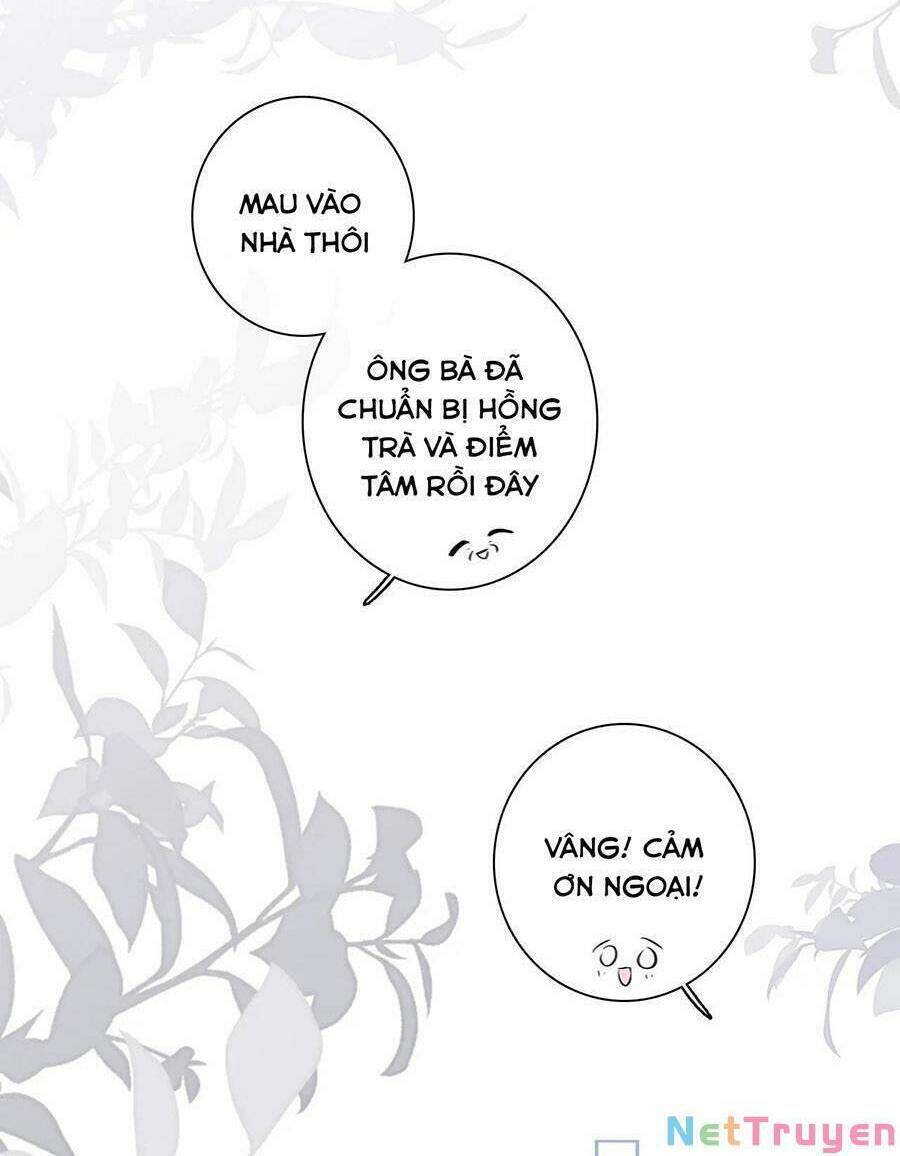 MAU VÀO
NHÀ THÔI
ÔNG BÀ ĐÃ
CHUẨN BỊ HỒNG
TRÀ VÀ ĐIỂM
TÂM RỒI ĐÂY
VÂNG! CẢM
ƠN NGOẠI!
NetTruyen